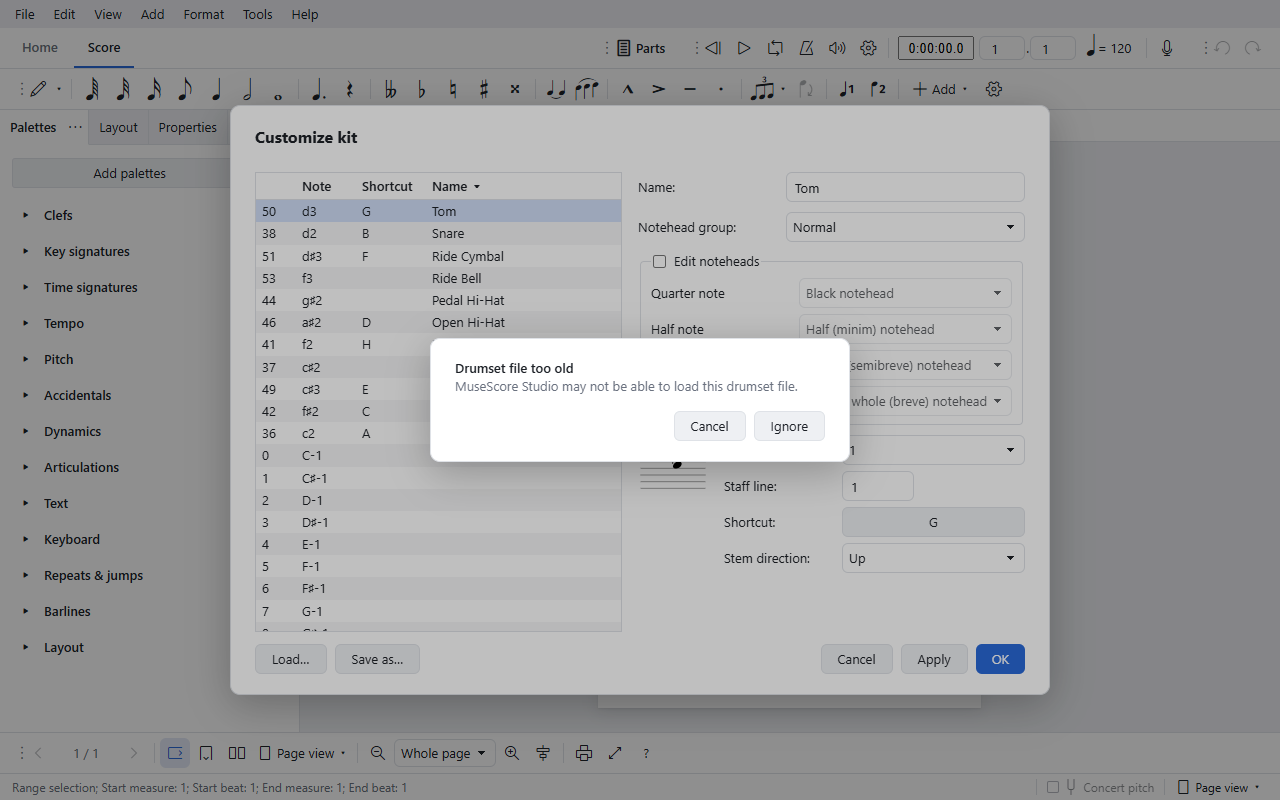 File Edit View Add Format Tools Help
Home Score Parts 0:00:00.0 1 . 1 = 120
3 1 2 Add
Palettes Layout Properties
Add palettes
Clefs
Key signatures
Time signatures
Tempo
Pitch
Accidentals
Dynamics
Articulations
Text
Keyboard
Repeats & jumps
Barlines
Layout
Customize kit
Note Shortcut Name
50 d3 G Tom
38 d2 B Snare
51 d♯3 F Ride Cymbal
53 f3 Ride Bell
44 g♯2 Pedal Hi-Hat
46 a♯2 D Open Hi-Hat
41 f2 H
37 c♯2
49 c♯3 E
42 f♯2 C
36 c2 A
0 C-1
1 C♯-1
2 D-1
3 D♯-1
4 E-1
5 F-1
6 F♯-1
7 G-1
Load... Save as...
Name: Tom
Notehead group: Normal
Edit noteheads
Quarter note Black notehead
Half note Half (minim) notehead
semibreve) notehead
whole (breve) notehead
1
Staff line: 1
Shortcut: G
Stem direction: Up
Cancel Apply OK
Drumset file too old
MuseScore Studio may not be able to load this drumset file.
Cancel Ignore
1 / 1 Page view Whole page ?
Range selection; Start measure: 1; Start beat: 1; End measure: 1; End beat: 1 Concert pitch Page view